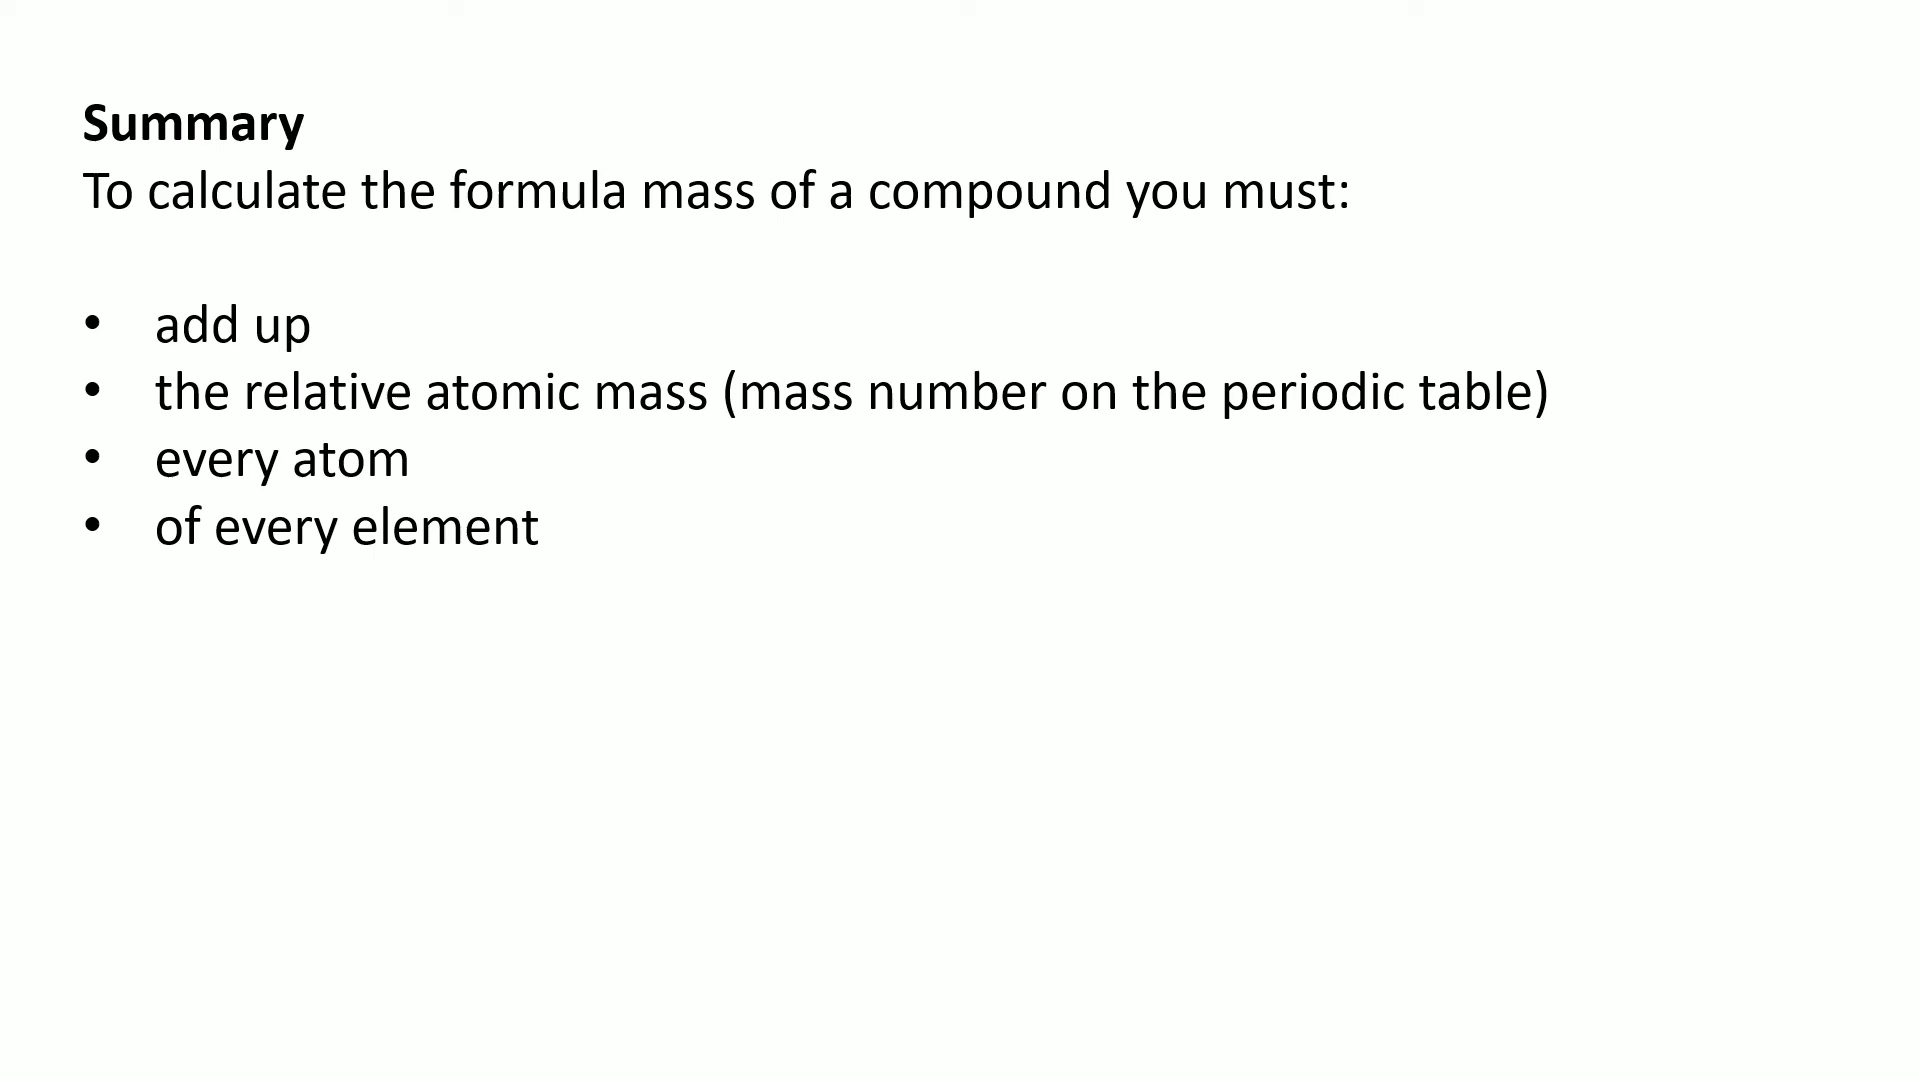 Summary
To calculate the formula mass of a compound you must:
• add up
• the relative atomic mass (mass number on the periodic table)
• every atom
• of every element